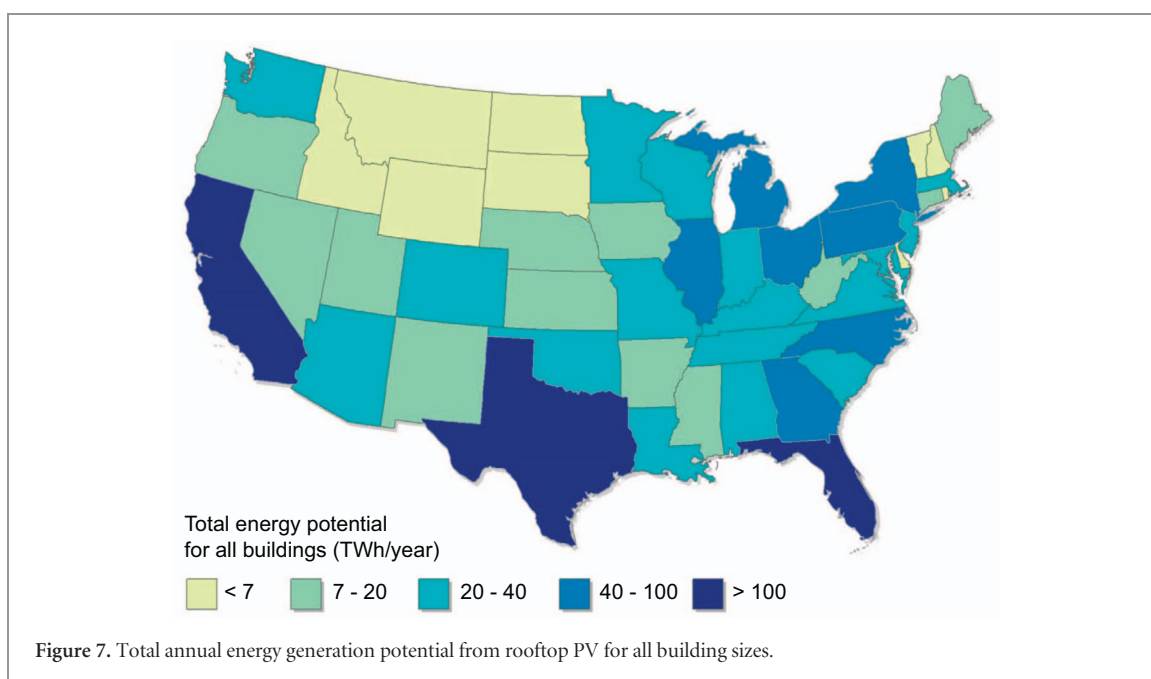 Total energy potential
for all buildings (TWh/year)
< 7
7 - 20
20 - 40
40 - 100
> 100
Figure 7. Total annual energy generation potential from rooftop PV for all building sizes.